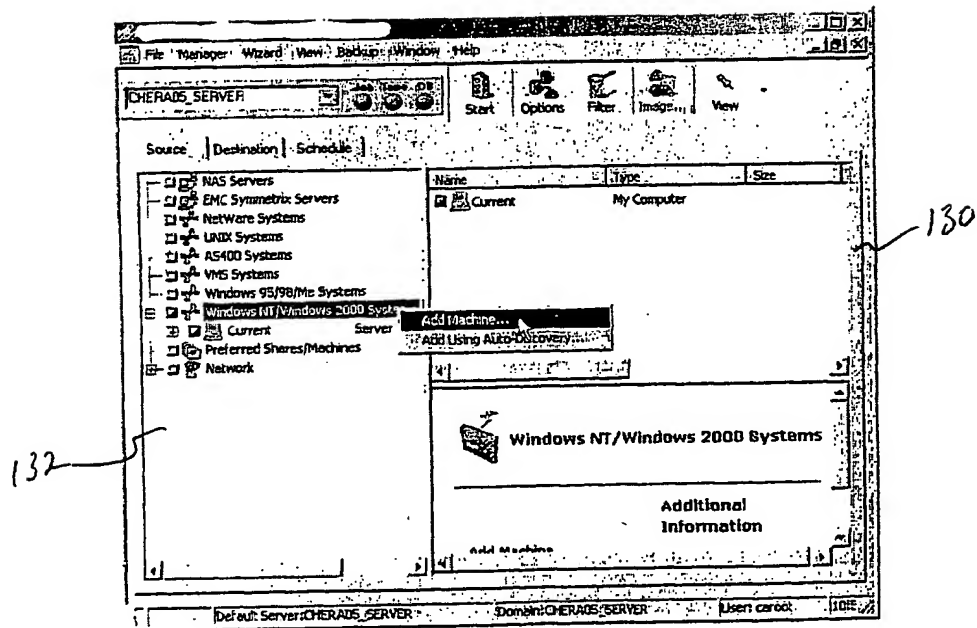 File Manager Wizard View Backup Window Help
CHERA05_SERVER
Job Tape DB
Start Options Filter Image... View
Source Destination Schedule
NAS Servers
EMC Symmetrix Servers
NetWare Systems
UNIX Systems
AS400 Systems
VMS Systems
Windows 95/98/Me Systems
Windows NT/Windows 2000 Syste
Current Server
Preferred Shares/Machines
Network
Name Type Size
Current My Computer
Add Machine...
Add Using Auto-Discovery...
Windows NT/Windows 2000 Systems
Additional
Information
Add Machine
Default Server:CHERA05_SERVER Domain:CHERA05_SERVER User: caroot
130
132